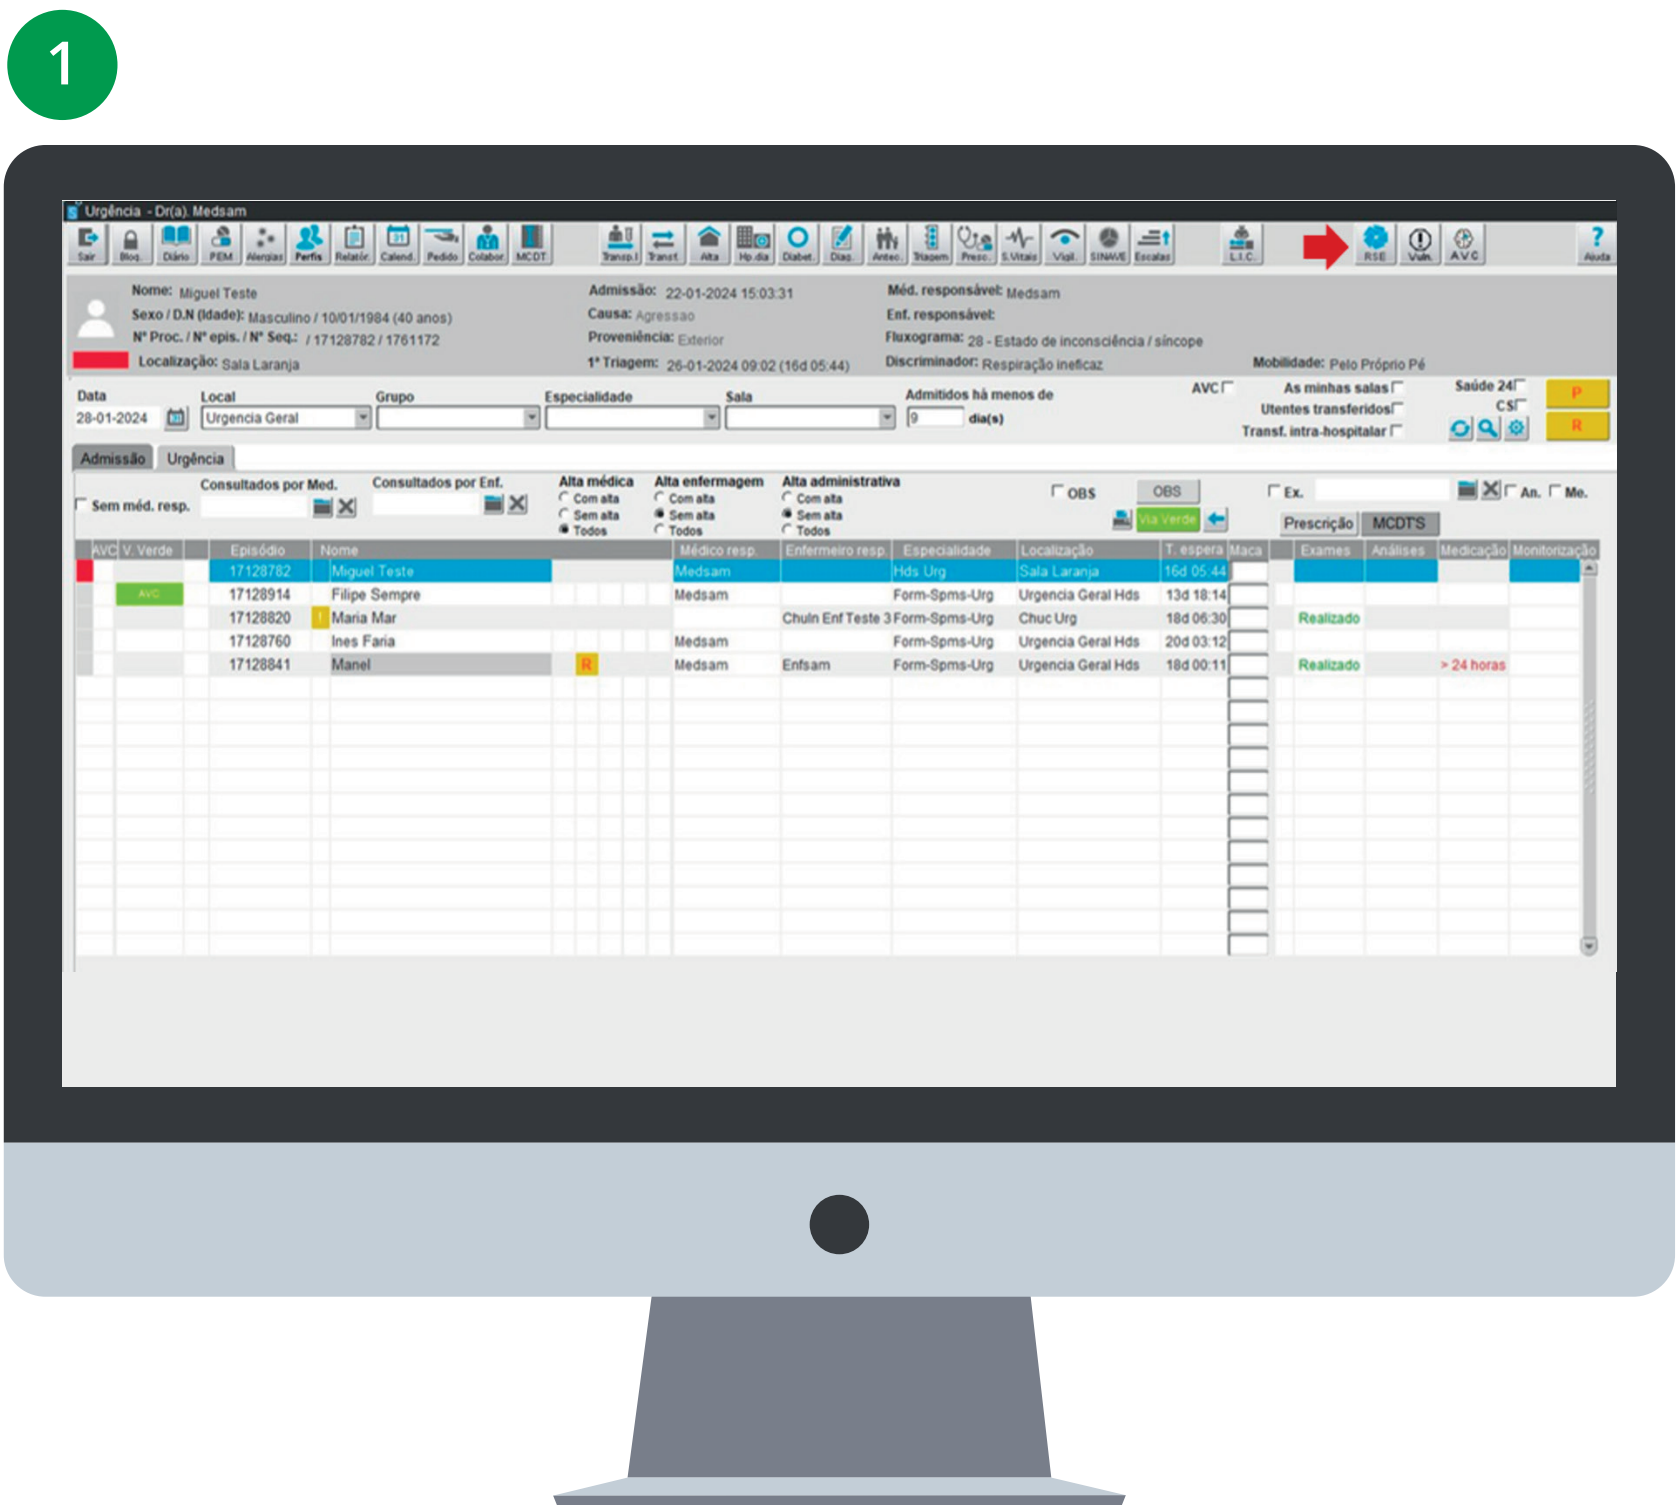 1
Urgência - Dr(a). Medsam
Sair Bloq. Diário PEM Alergias Perfis Relatór. Calend. Pedido Colabor. MCDT Transp.I Transf. Alta Hp.dia Diabet. Diag. Antec. Triagem Presc. S.Vitais Vigil. SINAVE Escalas L.I.C. RSE Vuln. AVC Ajuda
Nome: Miguel Teste Admissão: 22-01-2024 15:03:31 Méd. responsável: Medsam
Sexo / D.N (Idade): Masculino / 10/01/1984 (40 anos) Causa: Agressao Enf. responsável:
Nº Proc. / Nº epis. / Nº Seq.: / 17128782 / 1761172 Proveniência: Exterior Fluxograma: 28 - Estado de inconsciência / síncope
Localização: Sala Laranja 1ª Triagem: 26-01-2024 09:02 (16d 05:44) Discriminador: Respiração ineficaz Mobilidade: Pelo Próprio Pé
Data Local Grupo Especialidade Sala Admitidos há menos de AVC As minhas salas Saúde 24 P
28-01-2024 31 Urgencia Geral 9 dia(s) Utentes transferidos CS
Transf. intra-hospitalar R
Admissão Urgência
Sem méd. resp. Consultados por Med. Consultados por Enf. Alta médica Alta enfermagem Alta administrativa
Com alta Com alta Com alta OBS OBS Ex. An. Me.
Sem alta Sem alta Sem alta Via Verde Prescrição MCDT'S
Todos Todos Todos
AVC V. Verde Episódio Nome Médico resp. Enfermeiro resp. Especialidade Localização T. espera Maca Exames Análises Medicação Monitorização
17128782 Miguel Teste Medsam Hds Urg Sala Laranja 16d 05:44
AVC 17128914 Filipe Sempre Medsam Form-Spms-Urg Urgencia Geral Hds 13d 18:14
17128820 ! Maria Mar Chuln Enf Teste 3 Form-Spms-Urg Chuc Urg 18d 06:30 Realizado
17128760 Ines Faria Medsam Form-Spms-Urg Urgencia Geral Hds 20d 03:12
17128841 Manel R Medsam Enfsam Form-Spms-Urg Urgencia Geral Hds 18d 00:11 Realizado > 24 horas